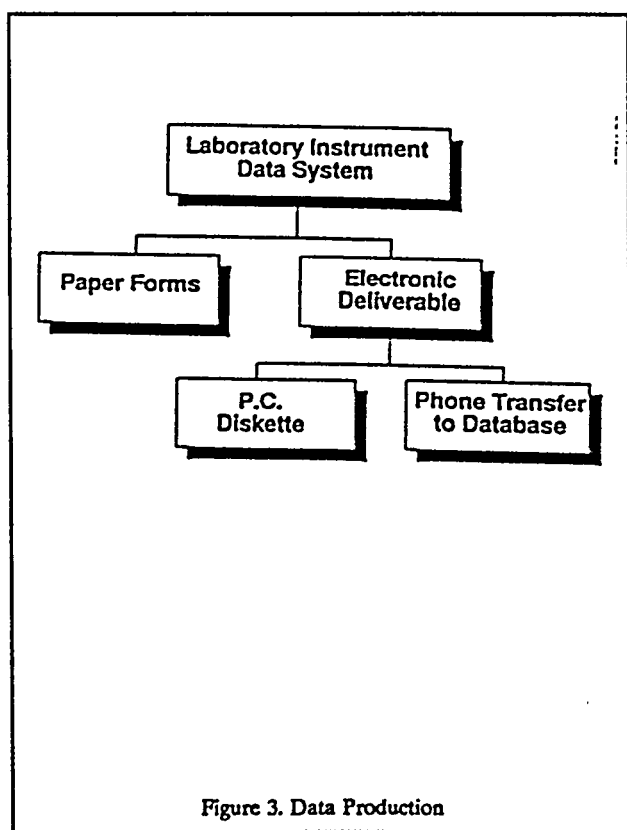 Laboratory Instrument
Data System
Paper Forms
Electronic
Deliverable
P.C.
Diskette
Phone Transfer
to Database
Figure 3. Data Production